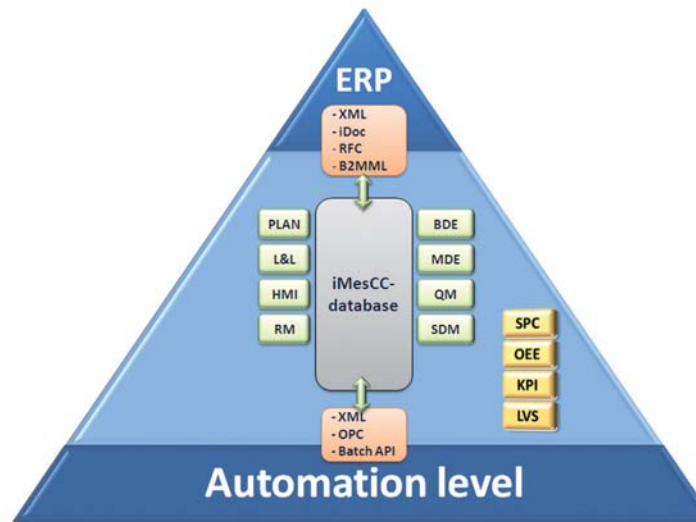 ERP
- XML
- iDoc
- RFC
- B2MML
PLAN
L&L
HMI
RM
iMesCC-
database
BDE
MDE
QM
SDM
SPC
OEE
KPI
LVS
- XML
- OPC
- Batch API
Automation level